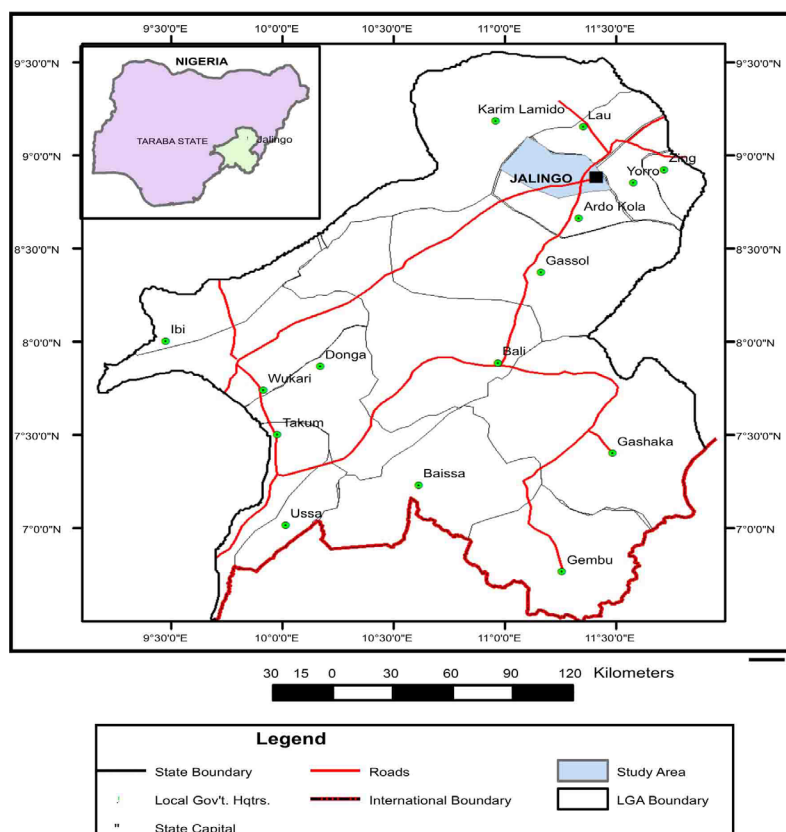 9°30'0"E 10°0'0"E 10°30'0"E 11°0'0"E 11°30'0"E
9°30'0"N 9°30'0"N
NIGERIA
TARABA STATE Jalingo
Karim Lamido
Lau
9°0'0"N 9°0'0"N
Zing
Yorro
JALINGO
Ardo Kola
8°30'0"N 8°30'0"N
Gassol
8°0'0"N 8°0'0"N
Ibi
Donga
Bali
Wukari
7°30'0"N 7°30'0"N
Takum
Gashaka
Baissa
7°0'0"N 7°0'0"N
Ussa
Gembu
9°30'0"E 10°0'0"E 10°30'0"E 11°0'0"E 11°30'0"E
30 15 0 30 60 90 120 Kilometers
Legend
State Boundary Roads Study Area
Local Gov't. Hqtrs. International Boundary LGA Boundary
" State Capital